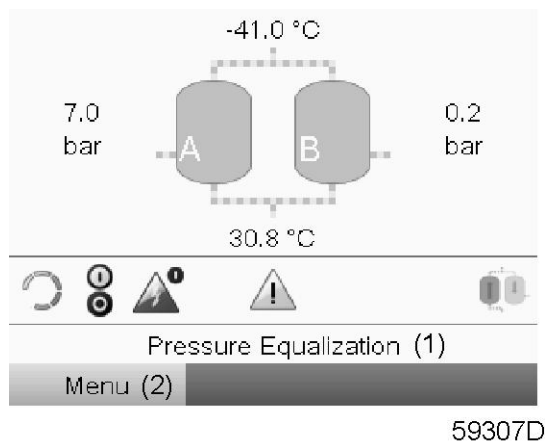 -41.0 °C
7.0
bar
A
B
0.2
bar
30.8 °C
Pressure Equalization (1)
Menu (2)
59307D